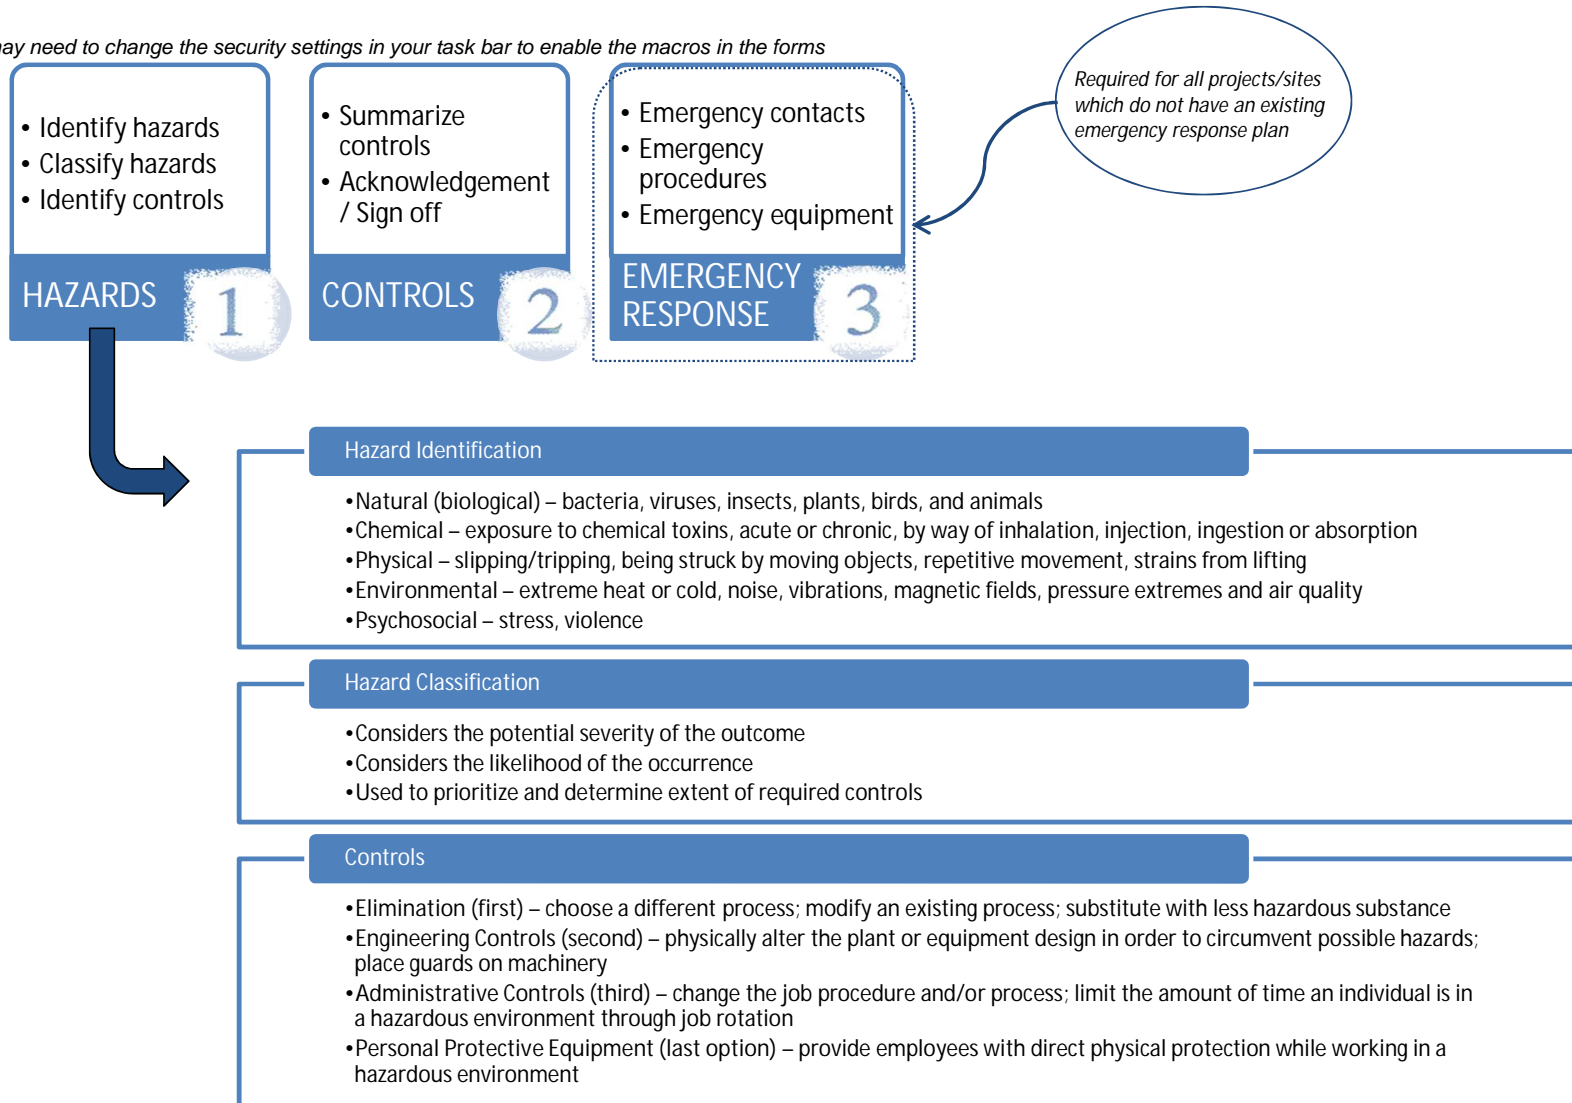 may need to change the security settings in your task bar to enable the macros in the forms
• Identify hazards
• Classify hazards
• Identify controls
HAZARDS
1
• Summarize
controls
• Acknowledgement
/ Sign off
CONTROLS
2
• Emergency contacts
• Emergency
procedures
• Emergency equipment
EMERGENCY
RESPONSE
3
Required for all projects/sites
which do not have an existing
emergency response plan
Hazard Identification
•Natural (biological) – bacteria, viruses, insects, plants, birds, and animals
•Chemical – exposure to chemical toxins, acute or chronic, by way of inhalation, injection, ingestion or absorption
•Physical – slipping/tripping, being struck by moving objects, repetitive movement, strains from lifting
•Environmental – extreme heat or cold, noise, vibrations, magnetic fields, pressure extremes and air quality
•Psychosocial – stress, violence
Hazard Classification
•Considers the potential severity of the outcome
•Considers the likelihood of the occurrence
•Used to prioritize and determine extent of required controls
Controls
•Elimination (first) – choose a different process; modify an existing process; substitute with less hazardous substance
•Engineering Controls (second) – physically alter the plant or equipment design in order to circumvent possible hazards;
place guards on machinery
•Administrative Controls (third) – change the job procedure and/or process; limit the amount of time an individual is in
a hazardous environment through job rotation
•Personal Protective Equipment (last option) – provide employees with direct physical protection while working in a
hazardous environment